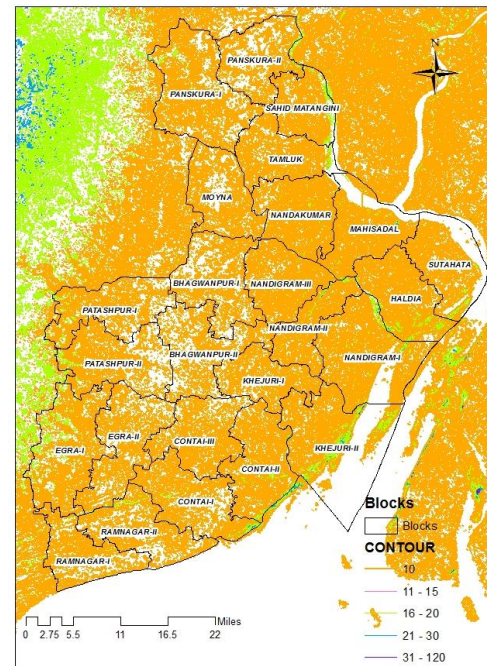 PANSKURA-II
N
PANSKURA-I
SAHID MATANGINI
TAMLUK
MOYNA
NANDAKUMAR
MAHISADAL
SUTAHATA
BHAGWANPUR-I
NANDIGRAM-III
HALDIA
PATASHPUR-I
NANDIGRAM-II
BHAGWANPUR-II
NANDIGRAM-I
PATASHPUR-II
KHEJURI-I
EGRA-II
CONTAI-III
KHEJURI-II
EGRA-I
CONTAI-II
CONTAI-I
RAMNAGAR-II
RAMNAGAR-I
Blocks
Blocks
CONTOUR
10
11 - 15
16 - 20
21 - 30
31 - 120
Miles
0 2.75 5.5 11 16.5 22